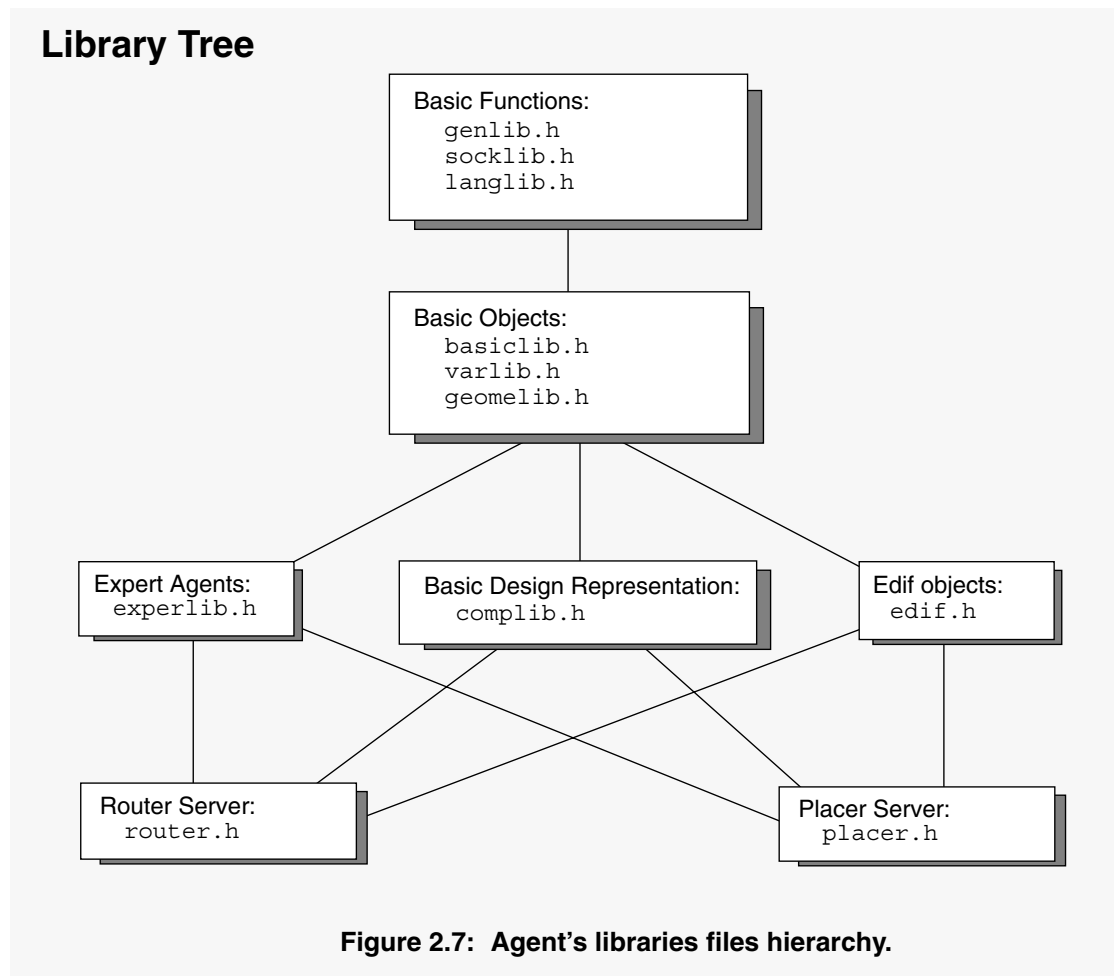 Library Tree
Basic Functions:
genlib.h
socklib.h
langlib.h
Basic Objects:
basiclib.h
varlib.h
geomelib.h
Expert Agents:
experlib.h
Basic Design Representation:
complib.h
Edif objects:
edif.h
Router Server:
router.h
Placer Server:
placer.h
Figure 2.7: Agent's libraries files hierarchy.